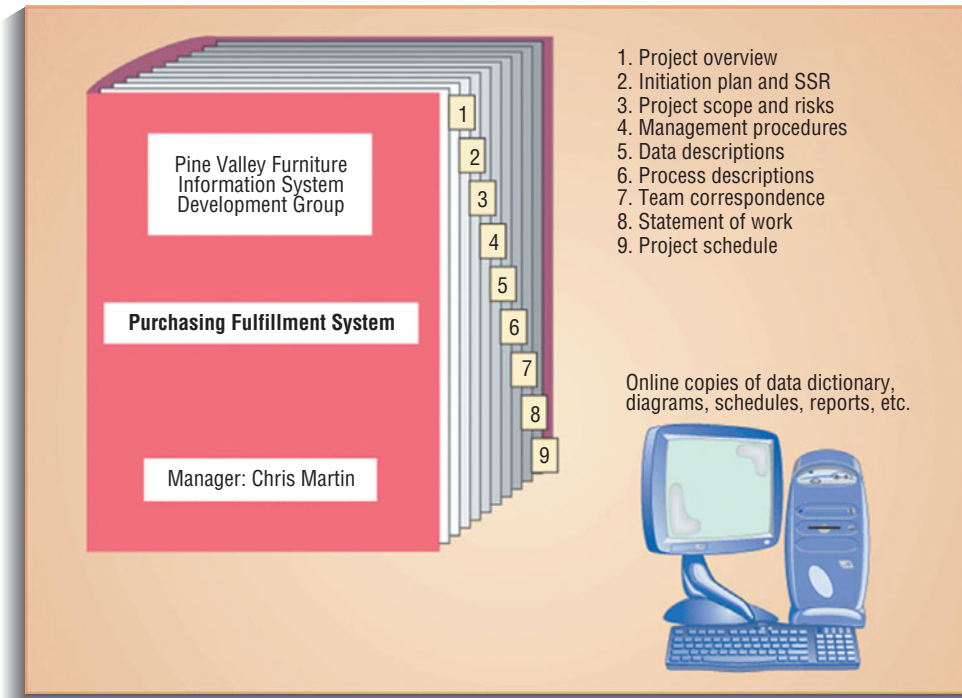 Pine Valley Furniture
Information System
Development Group
Purchasing Fulfillment System
Manager: Chris Martin
1
2
3
4
5
6
7
8
9
1. Project overview
2. Initiation plan and SSR
3. Project scope and risks
4. Management procedures
5. Data descriptions
6. Process descriptions
7. Team correspondence
8. Statement of work
9. Project schedule
Online copies of data dictionary,
diagrams, schedules, reports, etc.